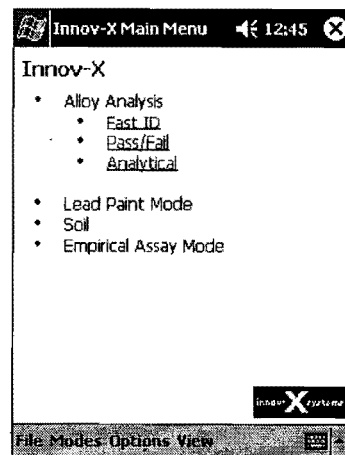 Innov-X Main Menu 12:45
Innov-X
Alloy Analysis
Fast ID
Pass/Fail
Analytical
Lead Paint Mode
Soil
Empirical Assay Mode
innov-X systems
File Modes Options View